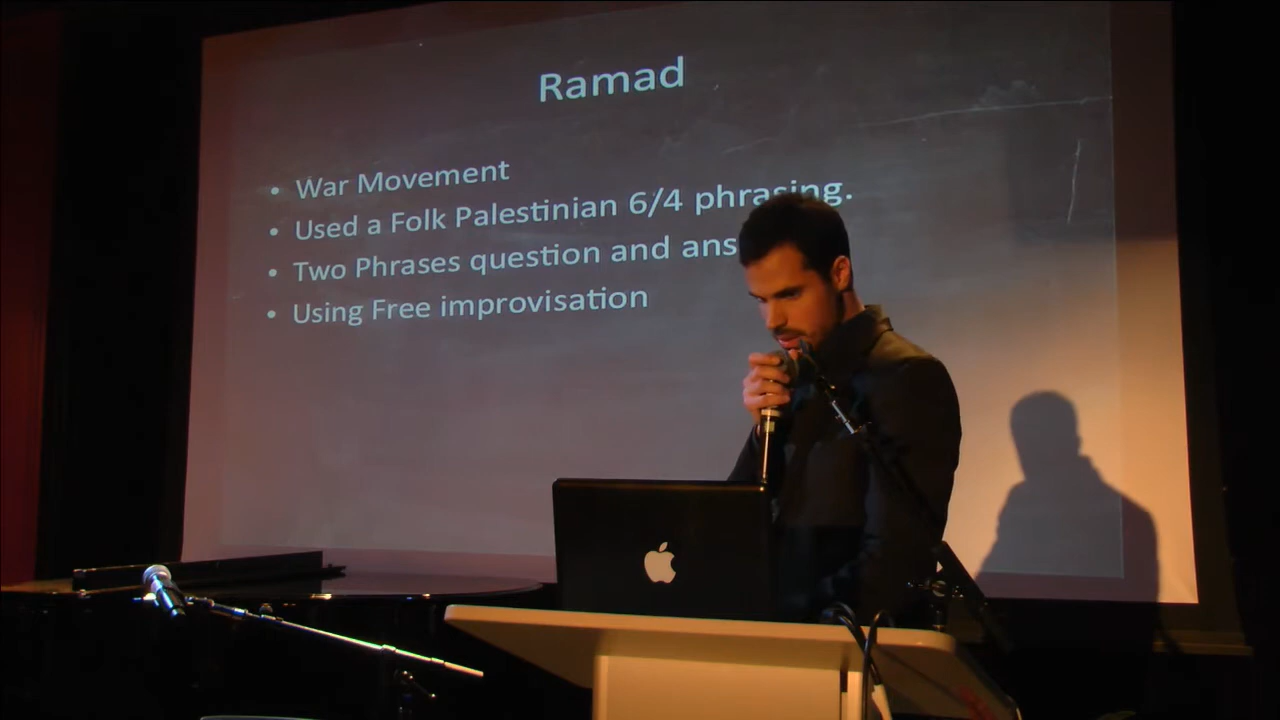 Ramad
• War Movement
• Used a Folk Palestinian 6/4 phrasing.
• Two Phrases question and ans
• Using Free improvisation